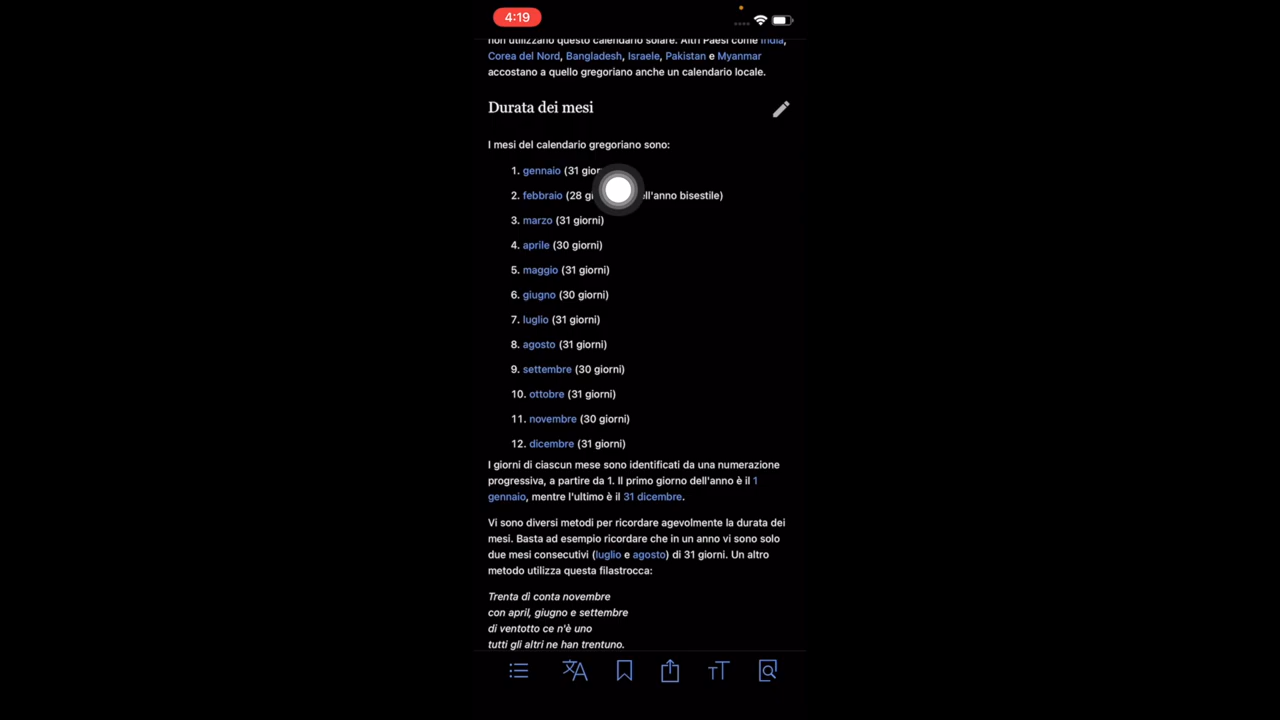 4:19
non utilizzano questo calendario solare. Altri Paesi come India,
Corea del Nord, Bangladesh, Israele, Pakistan e Myanmar
accostano a quello gregoriano anche un calendario locale.
Durata dei mesi
I mesi del calendario gregoriano sono:
1. gennaio (31
2. febbraio (28 anno bisestile)
3. marzo (31 giorni)
4. aprile (30 giorni)
5. maggio (31 giorni)
6. giugno (30 giorni)
7. luglio (31 giorni)
8. agosto (31 giorni)
9. settembre (30 giorni)
10. ottobre (31 giorni)
11. novembre (30 giorni)
12. dicembre (31 giorni)
I giorni di ciascun mese sono identificati da una numerazione
progressiva, a partire da 1. Il primo giorno dell'anno è il 1
gennaio, mentre l'ultimo è il 31 dicembre.
Vi sono diversi metodi per ricordare agevolmente la durata dei
mesi. Basta ad esempio ricordare che in un anno vi sono solo
due mesi consecutivi (luglio e agosto) di 31 giorni. Un altro
metodo utilizza questa filastrocca:
Trenta dì conta novembre
con april, giugno e settembre
di ventotto ce n'è uno
tutti gli altri ne han trentuno.